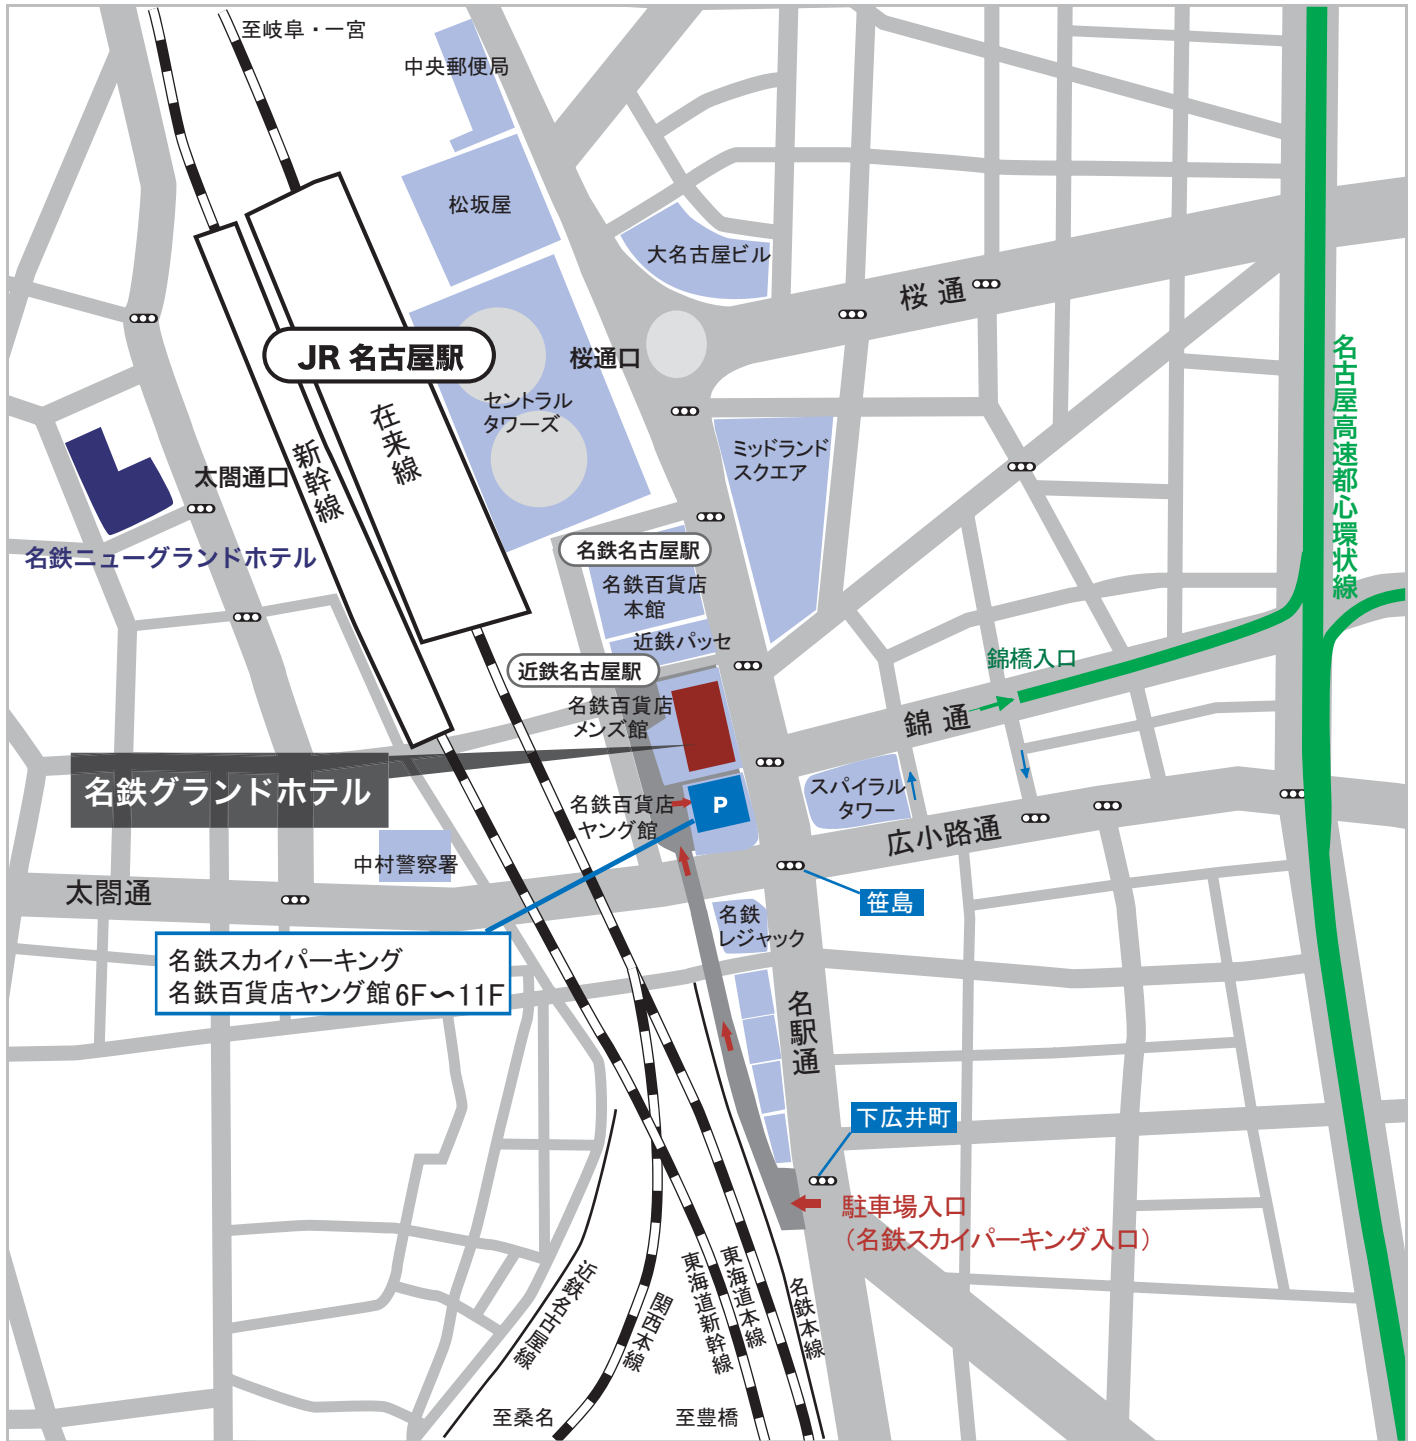 至岐阜・一宮
中央郵便局
松坂屋
大名古屋ビル
桜通
JR 名古屋駅
桜通口
セントラル
タワーズ
在来線
新幹線
太閤通口
ミッドランド
スクエア
名古屋高速都心環状線
名鉄ニューグランドホテル
名鉄名古屋駅
名鉄百貨店
本館
近鉄パッセ
近鉄名古屋駅
名鉄百貨店
メンズ館
錦橋入口
錦通
名鉄グランドホテル
スパイラル
タワー
名鉄百貨店
ヤング館
P
広小路通
中村警察署
太閤通
笹島
名鉄
レジャック
名鉄スカイパーキング
名鉄百貨店ヤング館6F～11F
名駅通
下広井町
駐車場入口
（名鉄スカイパーキング入口）
近鉄名古屋線
関西本線
東海道新幹線
東海道本線
名鉄本線
至桑名
至豊橋